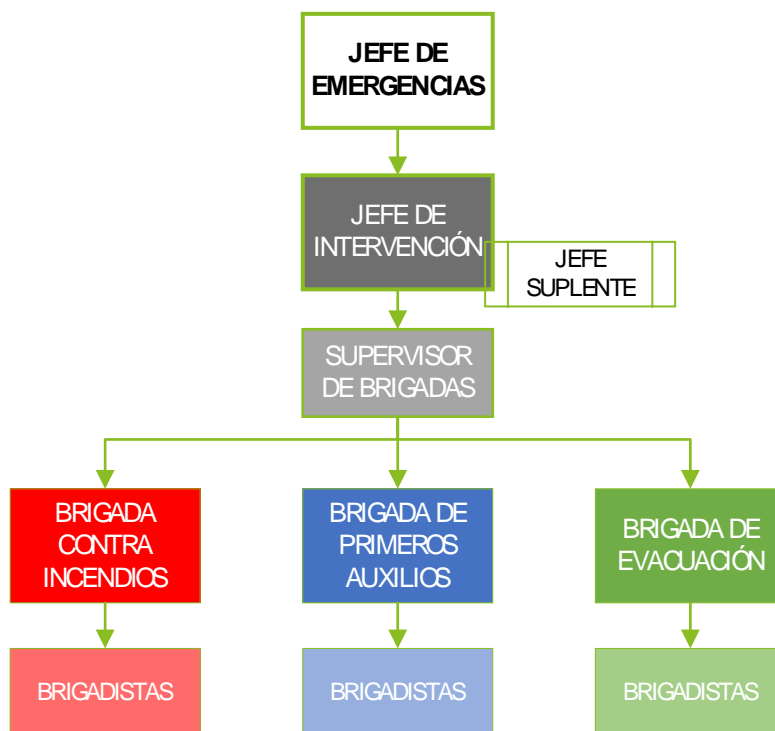 JEFE DE
EMERGENCIAS
JEFE DE
INTERVENCIÓN
JEFE
SUPLENTE
SUPERVISOR
DE BRIGADAS
BRIGADA
CONTRA
INCENDIOS
BRIGADA DE
PRIMEROS
AUXILIOS
BRIGADA DE
EVACUACIÓN
BRIGADISTAS
BRIGADISTAS
BRIGADISTAS